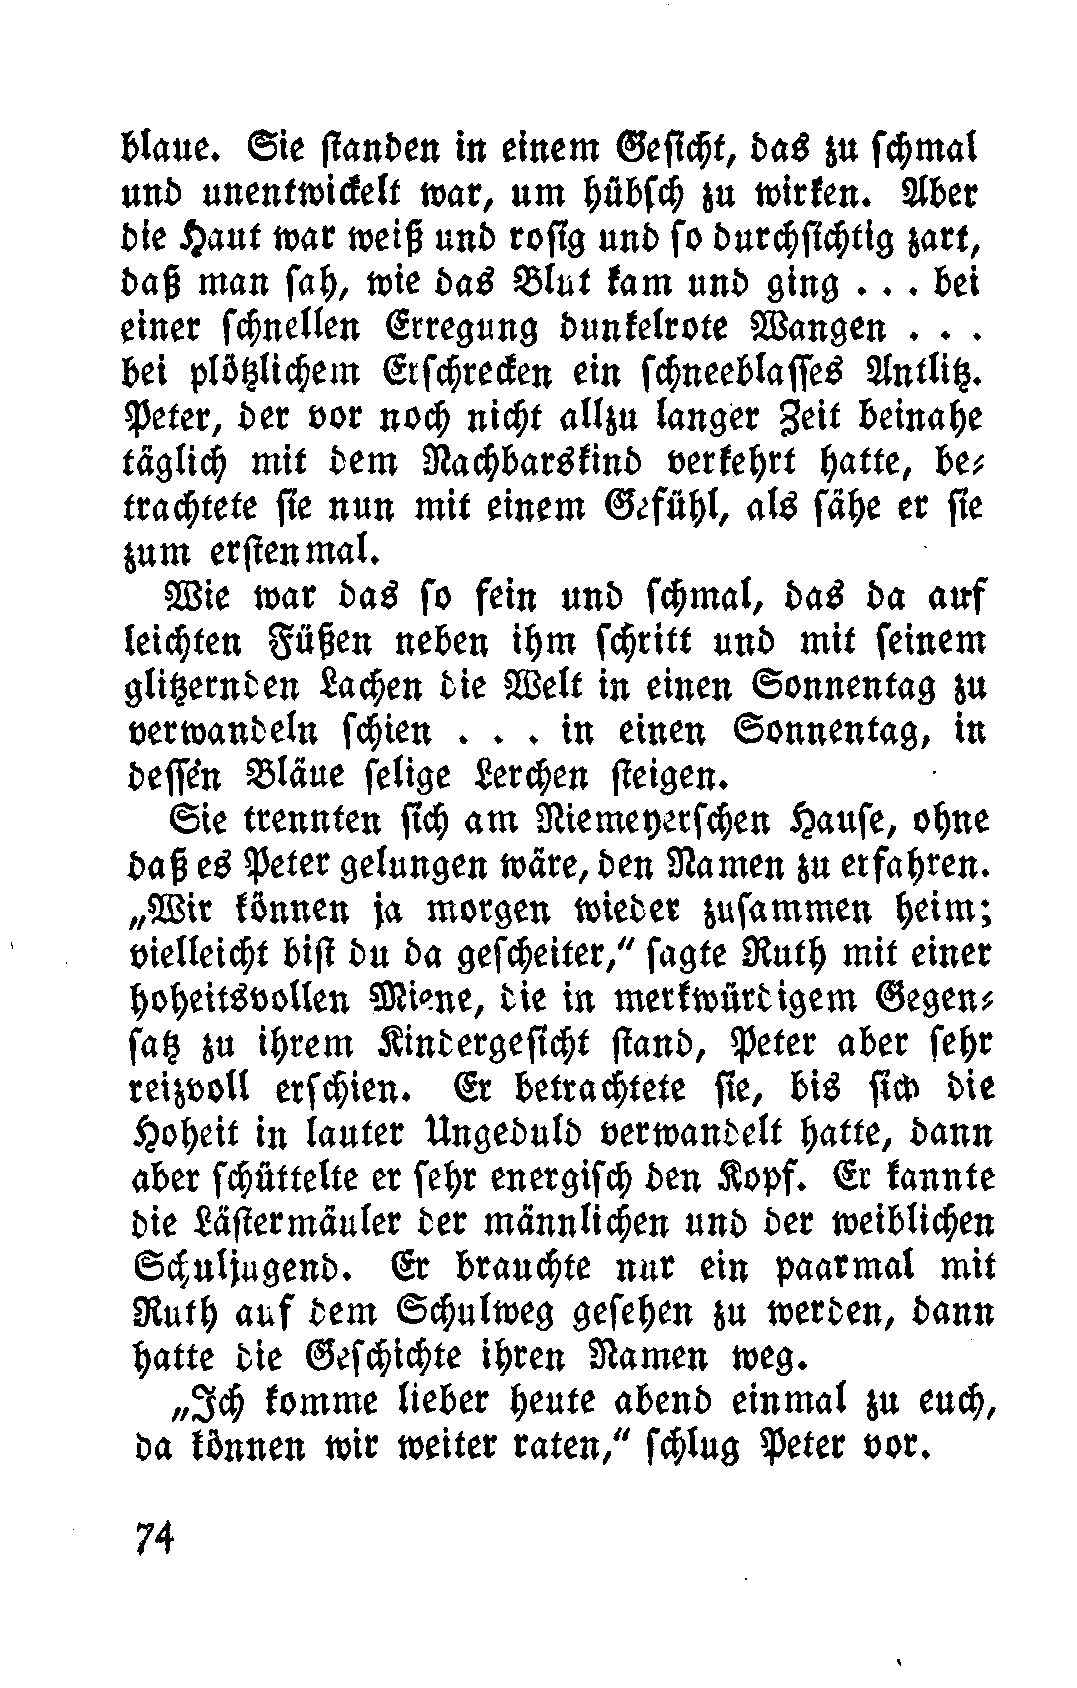 blaue. Sie standen in einem Gesicht, das zu schmal
und unentwickelt war, um hübsch zu wirken. Aber
die Haut war weiß und rosig und so durchsichtig zart,
daß man sah, wie das Blut kam und ging . . . bei
einer schnellen Erregung dunkelrote Wangen . . .
bei plötzlichem Erschrecken ein schneeblasses Antlitz.
Peter, der vor noch nicht allzu langer Zeit beinahe
täglich mit dem Nachbarskind verkehrt hatte, be-
trachtete sie nun mit einem Gefühl, als sähe er sie
zum erstenmal.
Wie war das so fein und schmal, das da auf
leichten Füßen neben ihm schritt und mit seinem
glitzernden Lachen die Welt in einen Sonnentag zu
verwandeln schien . . . in einen Sonnentag, in
dessen Bläue selige Lerchen steigen.
Sie trennten sich am Niemeyerschen Hause, ohne
daß es Peter gelungen wäre, den Namen zu erfahren.
„Wir können ja morgen wieder zusammen heim;
vielleicht bist du da gescheiter,“ sagte Ruth mit einer
hoheitsvollen Miene, die in merkwürdigem Gegen-
satz zu ihrem Kindergesicht stand, Peter aber sehr
reizvoll erschien. Er betrachtete sie, bis sich die
Hoheit in lauter Ungeduld verwandelt hatte, dann
aber schüttelte er sehr energisch den Kopf. Er kannte
die Lästermäuler der männlichen und der weiblichen
Schuljugend. Er brauchte nur ein paarmal mit
Ruth auf dem Schulweg gesehen zu werden, dann
hatte die Geschichte ihren Namen weg.
„Ich komme lieber heute abend einmal zu euch,
da können wir weiter raten,“ schlug Peter vor.
74